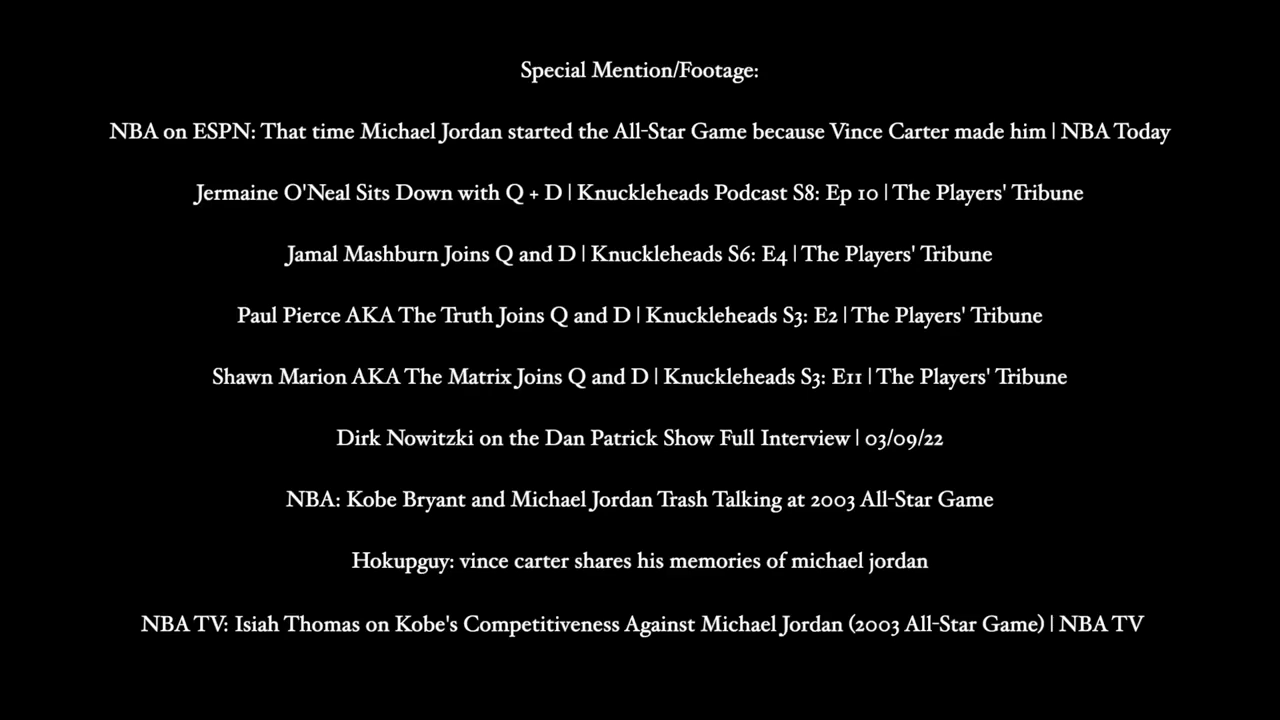 Special Mention/Footage:
NBA on ESPN: That time Michael Jordan started the All-Star Game because Vince Carter made him | NBA Today
Jermaine O'Neal Sits Down with Q + D | Knuckleheads Podcast S8: Ep 10 | The Players' Tribune
Jamal Mashburn Joins Q and D | Knuckleheads S6: E4 | The Players' Tribune
Paul Pierce AKA The Truth Joins Q and D | Knuckleheads S3: E2 | The Players' Tribune
Shawn Marion AKA The Matrix Joins Q and D | Knuckleheads S3: E11 | The Players' Tribune
Dirk Nowitzki on the Dan Patrick Show Full Interview | 03/09/22
NBA: Kobe Bryant and Michael Jordan Trash Talking at 2003 All-Star Game
Hokupguy: vince carter shares his memories of michael jordan
NBA TV: Isiah Thomas on Kobe's Competitiveness Against Michael Jordan (2003 All-Star Game) | NBA TV